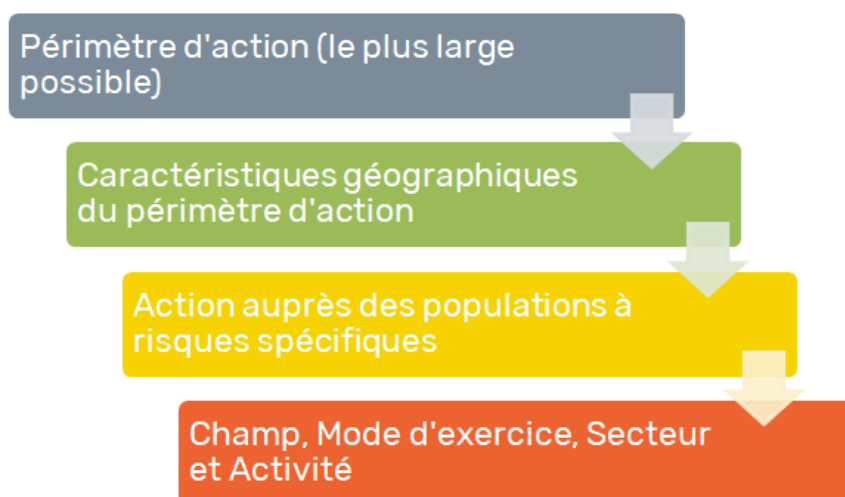 Périmètre d'action (le plus large
possible)
Caractéristiques géographiques
du périmètre d'action
Action auprès des populations à
risques spécifiques
Champ, Mode d'exercice, Secteur
et Activité